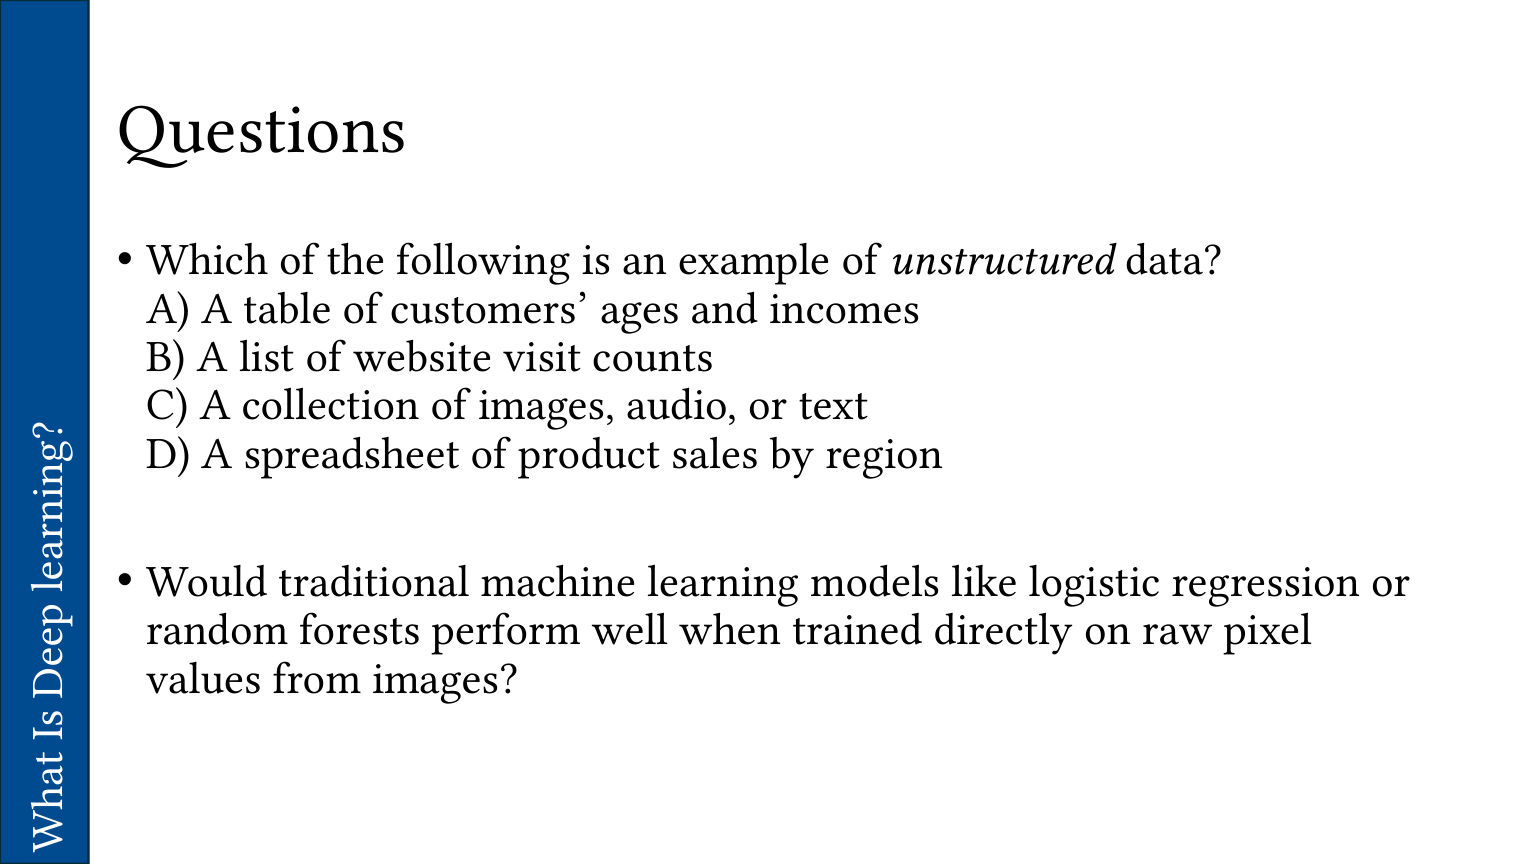 Questions
• Which of the following is an example of unstructured data?
A) A table of customers’ ages and incomes
B) A list of website visit counts
C) A collection of images, audio, or text
D) A spreadsheet of product sales by region
• Would traditional machine learning models like logistic regression or
random forests perform well when trained directly on raw pixel
values from images?
What Is Deep learning?